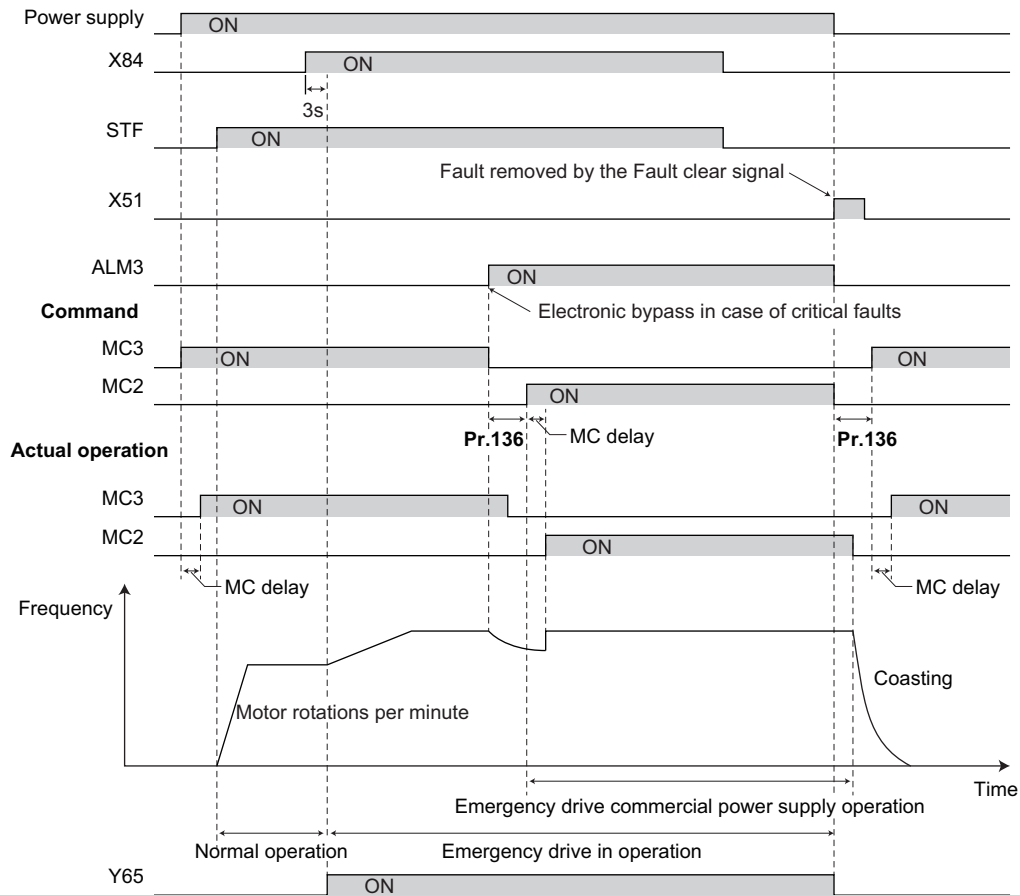 Power supply
ON
X84
ON
3s
STF
ON
Fault removed by the Fault clear signal
X51
ALM3
ON
Command
Electronic bypass in case of critical faults
MC3
ON
ON
MC2
ON
Pr.136
MC delay
Pr.136
Actual operation
MC3
ON
ON
MC2
ON
MC delay
MC delay
Frequency
Coasting
Motor rotations per minute
Time
Emergency drive commercial power supply operation
Normal operation
Emergency drive in operation
Y65
ON